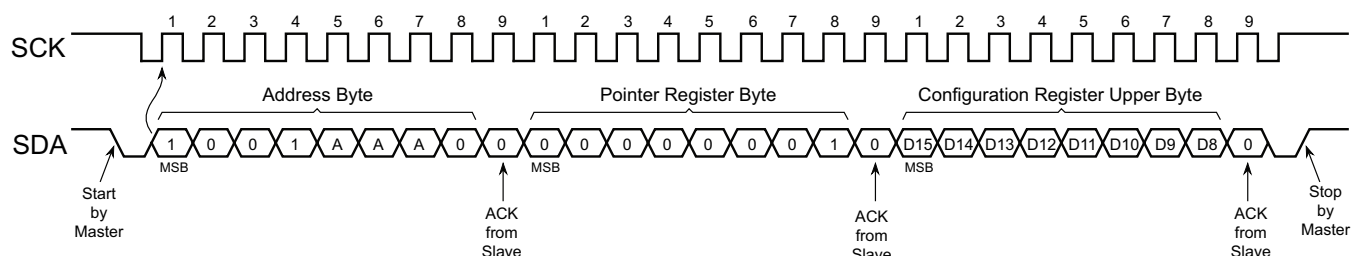 1 2 3 4 5 6 7 8 9 1 2 3 4 5 6 7 8 9 1 2 3 4 5 6 7 8 9
SCK
Address Byte Pointer Register Byte Configuration Register Upper Byte
SDA 1 0 0 1 A A A 0 0 0 0 0 0 0 0 0 1 0 D15 D14 D13 D12 D11 D10 D9 D8 0
MSB MSB MSB
Start
by
Master
ACK
from
Slave
ACK
from
Slave
ACK
from
Slave
Stop
by
Master